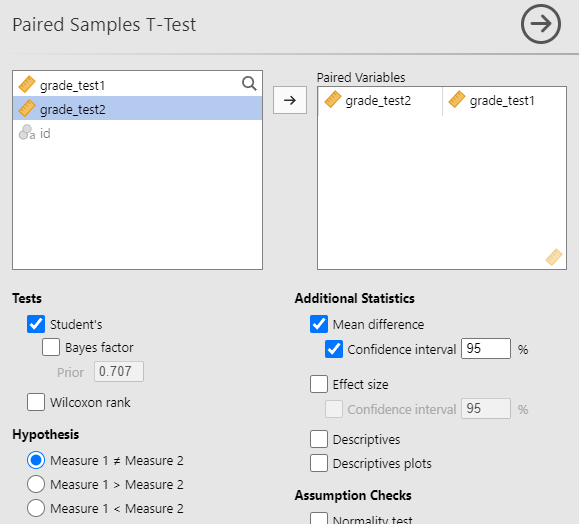 Paired Samples T-Test
grade_test1
grade_test2
a id
Paired Variables
grade_test2 grade_test1
Tests
Student's
Bayes factor
Prior 0.707
Wilcoxon rank
Hypothesis
Measure 1 ≠ Measure 2
Measure 1 > Measure 2
Measure 1 < Measure 2
Additional Statistics
Mean difference
Confidence interval 95 %
Effect size
Confidence interval 95 %
Descriptives
Descriptives plots
Assumption Checks
Normality test